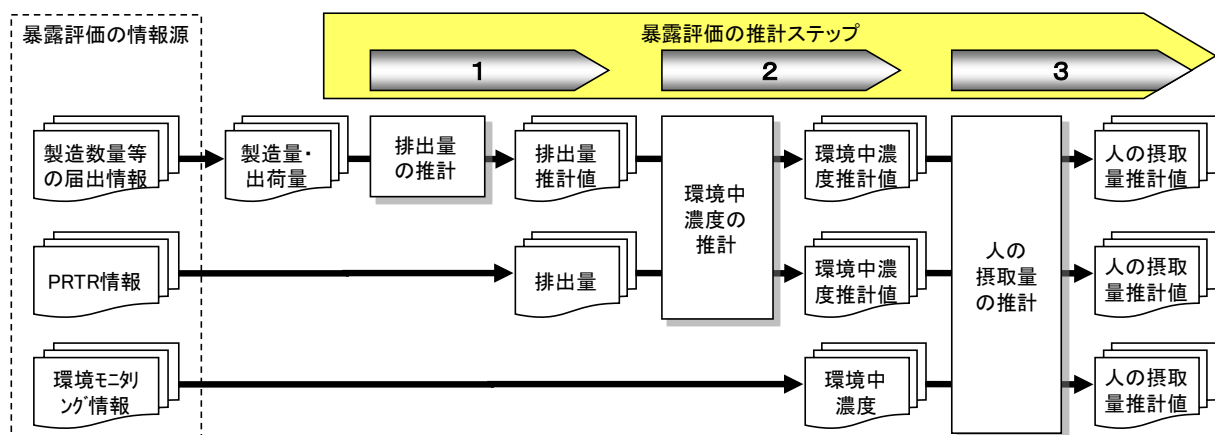 暴露評価の情報源
暴露評価の推計ステップ
1
2
3
製造数量等
の届出情報
製造量・
出荷量
排出量
の推計
排出量
推計値
環境中
濃度の
推計
環境中濃
度推計値
人の
摂取量
の推計
人の摂取
量推計値
PRTR情報
排出量
環境中濃
度推計値
人の摂取
量推計値
環境ﾓﾆﾀﾘ
ﾝｸﾞ情報
環境中
濃度
人の摂取
量推計値